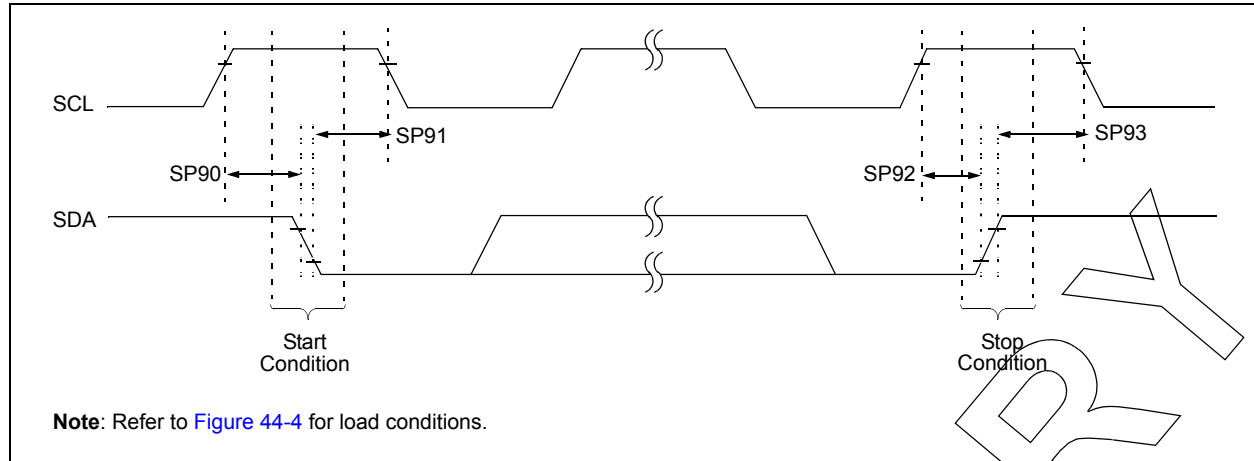 SCL
SP91
SP93
SP90
SP92
SDA
Start
Condition
Stop
Condition
Note: Refer to Figure 44-4 for load conditions.
R
Y